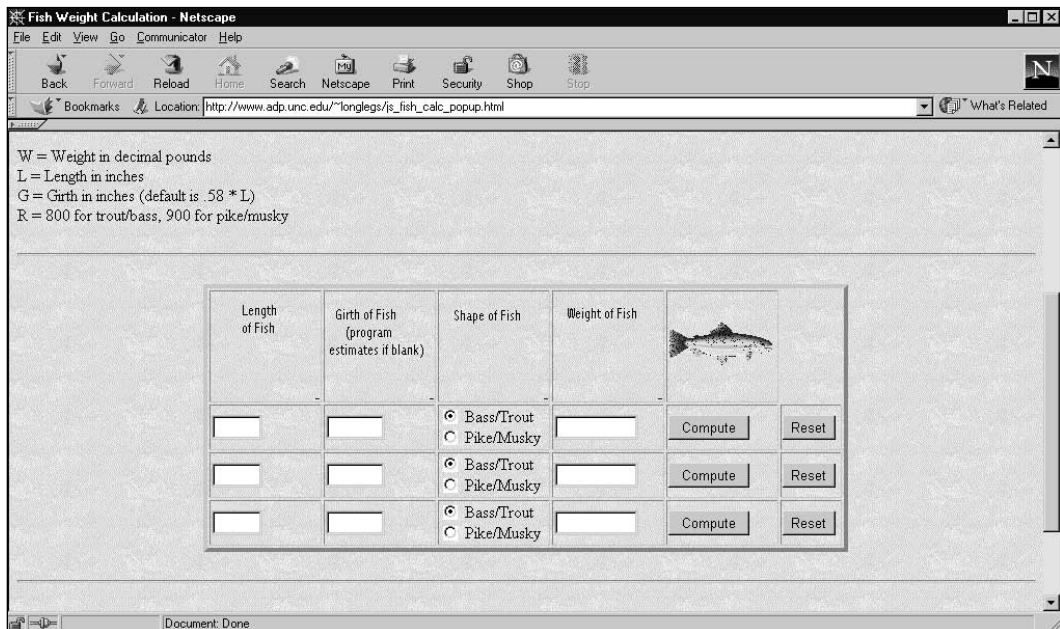 Fish Weight Calculation - Netscape
File Edit View Go Communicator Help
Back Forward Reload Home Search Netscape Print Security Shop Stop
My
N
Bookmarks Location: http://www.adp.unc.edu/~longlegs/js_fish_calc_popup.html What's Related
W = Weight in decimal pounds
L = Length in inches
G = Girth in inches (default is .58 * L)
R = 800 for trout/bass, 900 for pike/musky
Length
of Fish
Girth of Fish
(program
estimates if blank)
Shape of Fish
Weight of Fish
Bass/Trout
Pike/Musky
Compute Reset
Bass/Trout
Pike/Musky
Compute Reset
Bass/Trout
Pike/Musky
Compute Reset
Document: Done